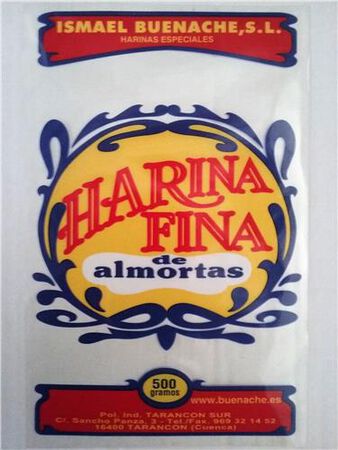 ISMAEL BUENACHE,S.L.
HARINAS ESPECIALES
HARINA
FINA
de
almortas
500
gramos
www.buenache.es
Pol. Ind. TARANCON SUR
C/. Sancho Panza, 3 - Tel./Fax. 969 32 14 52
16400 TARANCON (Cuenca)